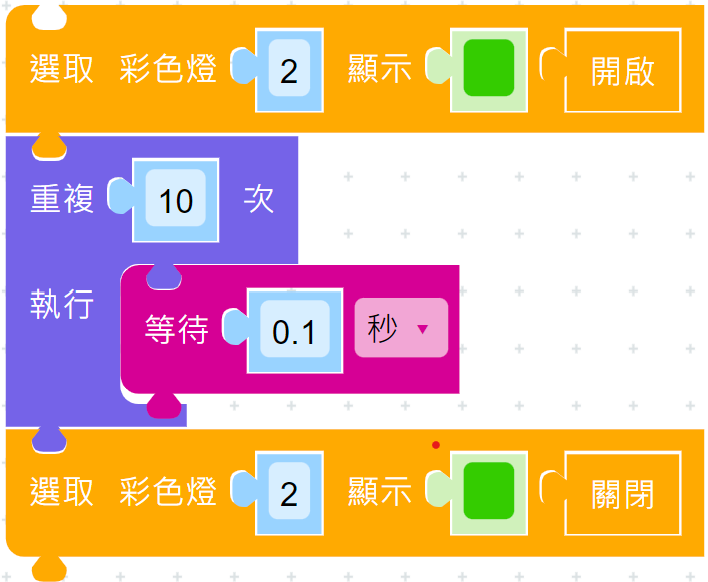 選取 彩色燈 2 顯示 開啟
重複 10 次
執行
等待 0.1 秒
選取 彩色燈 2 顯示 關閉